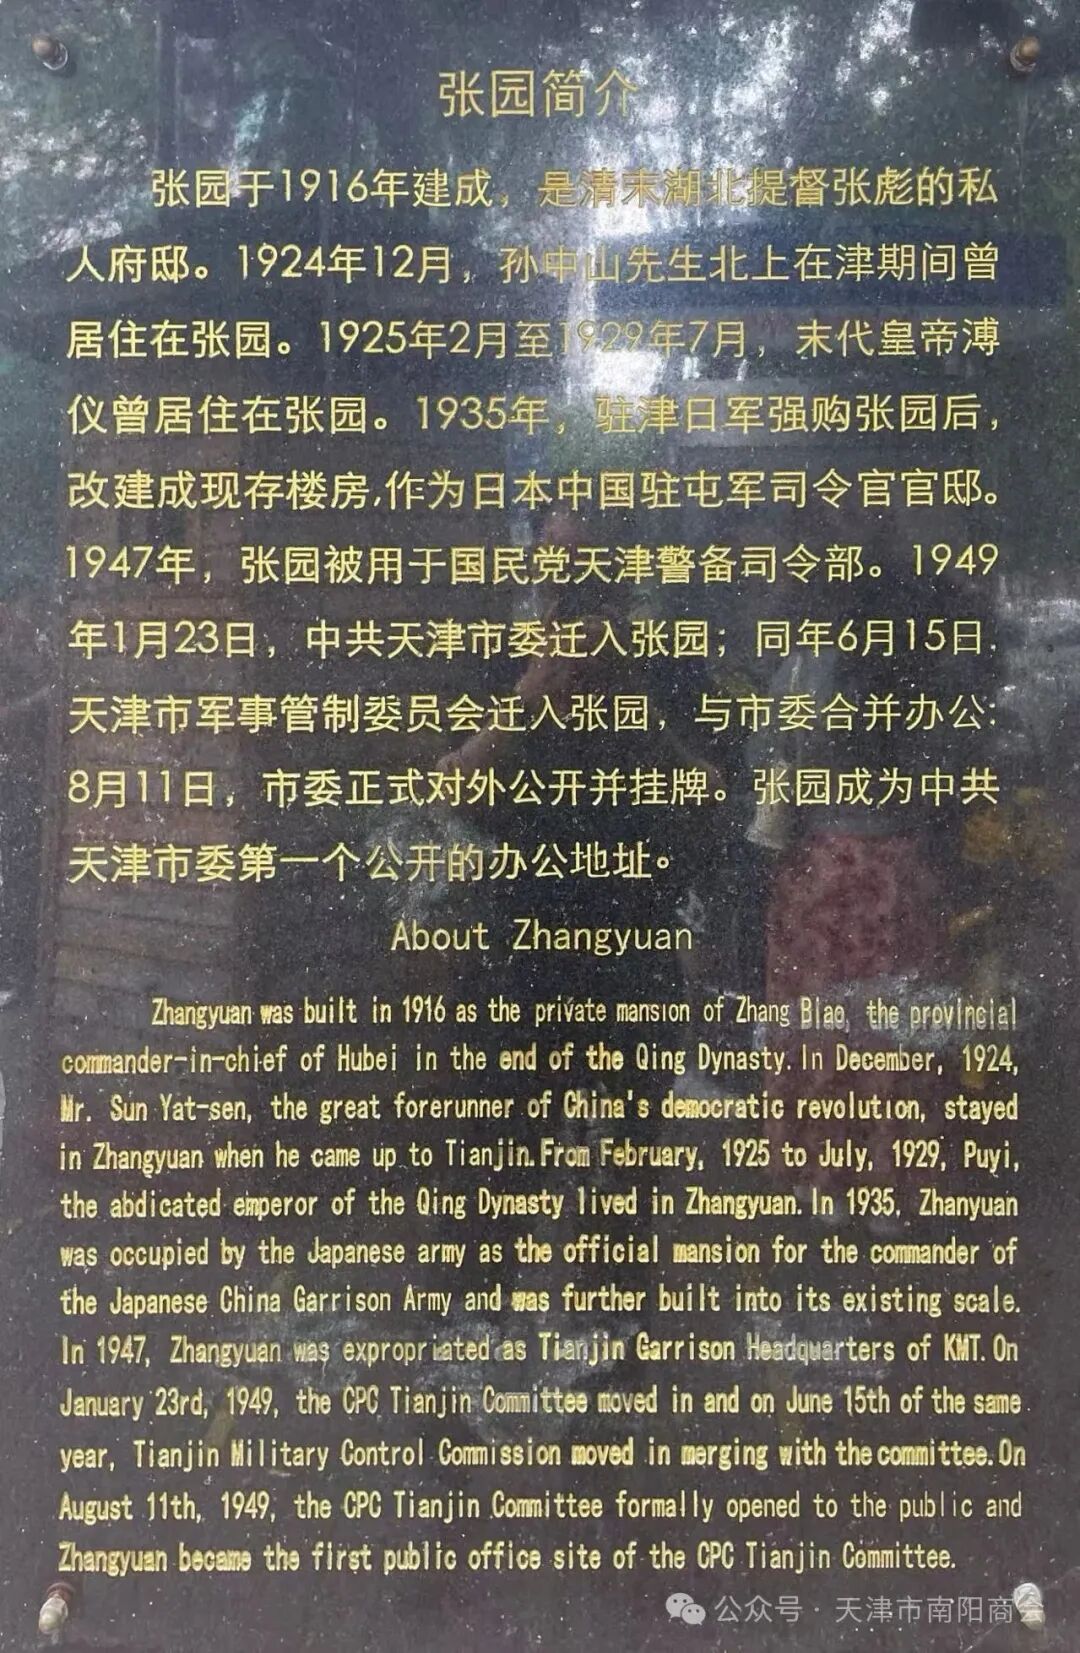 张园简介
张园于1916年建成，是清末湖北提督张彪的私
人府邸。1924年12月，孙中山先生北上在津期间曾
居住在张园。1925年2月至1929年7月，末代皇帝溥
仪曾居住在张园。1935年，驻津日军强购张园后，
改建成现存楼房,作为日本中国驻屯军司令官官邸。
1947年，张园被用于国民党天津警备司令部。1949
年1月23日，中共天津市委迁入张园；同年6月15日,
天津市军事管制委员会迁入张园，与市委合并办公;
8月11日，市委正式对外公开并挂牌。张园成为中共
天津市委第一个公开的办公地址。
About Zhangyuan
Zhangyuan was built in 1916 as the private mansion of Zhang Biao, the provincial
commander-in-chief of Hubei in the end of the Qing Dynasty. In December, 1924,
Mr. Sun Yat-sen, the great forerunner of China's democratic revolution, stayed
in Zhangyuan when he came up to Tianjin. From February, 1925 to July, 1929, Puyi,
the abdicated emperor of the Qing Dynasty lived in Zhangyuan. In 1935, Zhanyuan
was occupied by the Japanese army as the official mansion for the commander of
the Japanese China Garrison Army and was further built into its existing scale.
In 1947, Zhangyuan was expropriated as Tianjin Garrison Headquarters of KMT. On
January 23rd, 1949, the CPC Tianjin Committee moved in and on June 15th of the same
year, Tianjin Military Control Commission moved in merging with the committee. On
August 11th, 1949, the CPC Tianjin Committee formally opened to the public and
Zhangyuan became the first public office site of the CPC Tianjin Committee.
公众号·天津市南阳商会